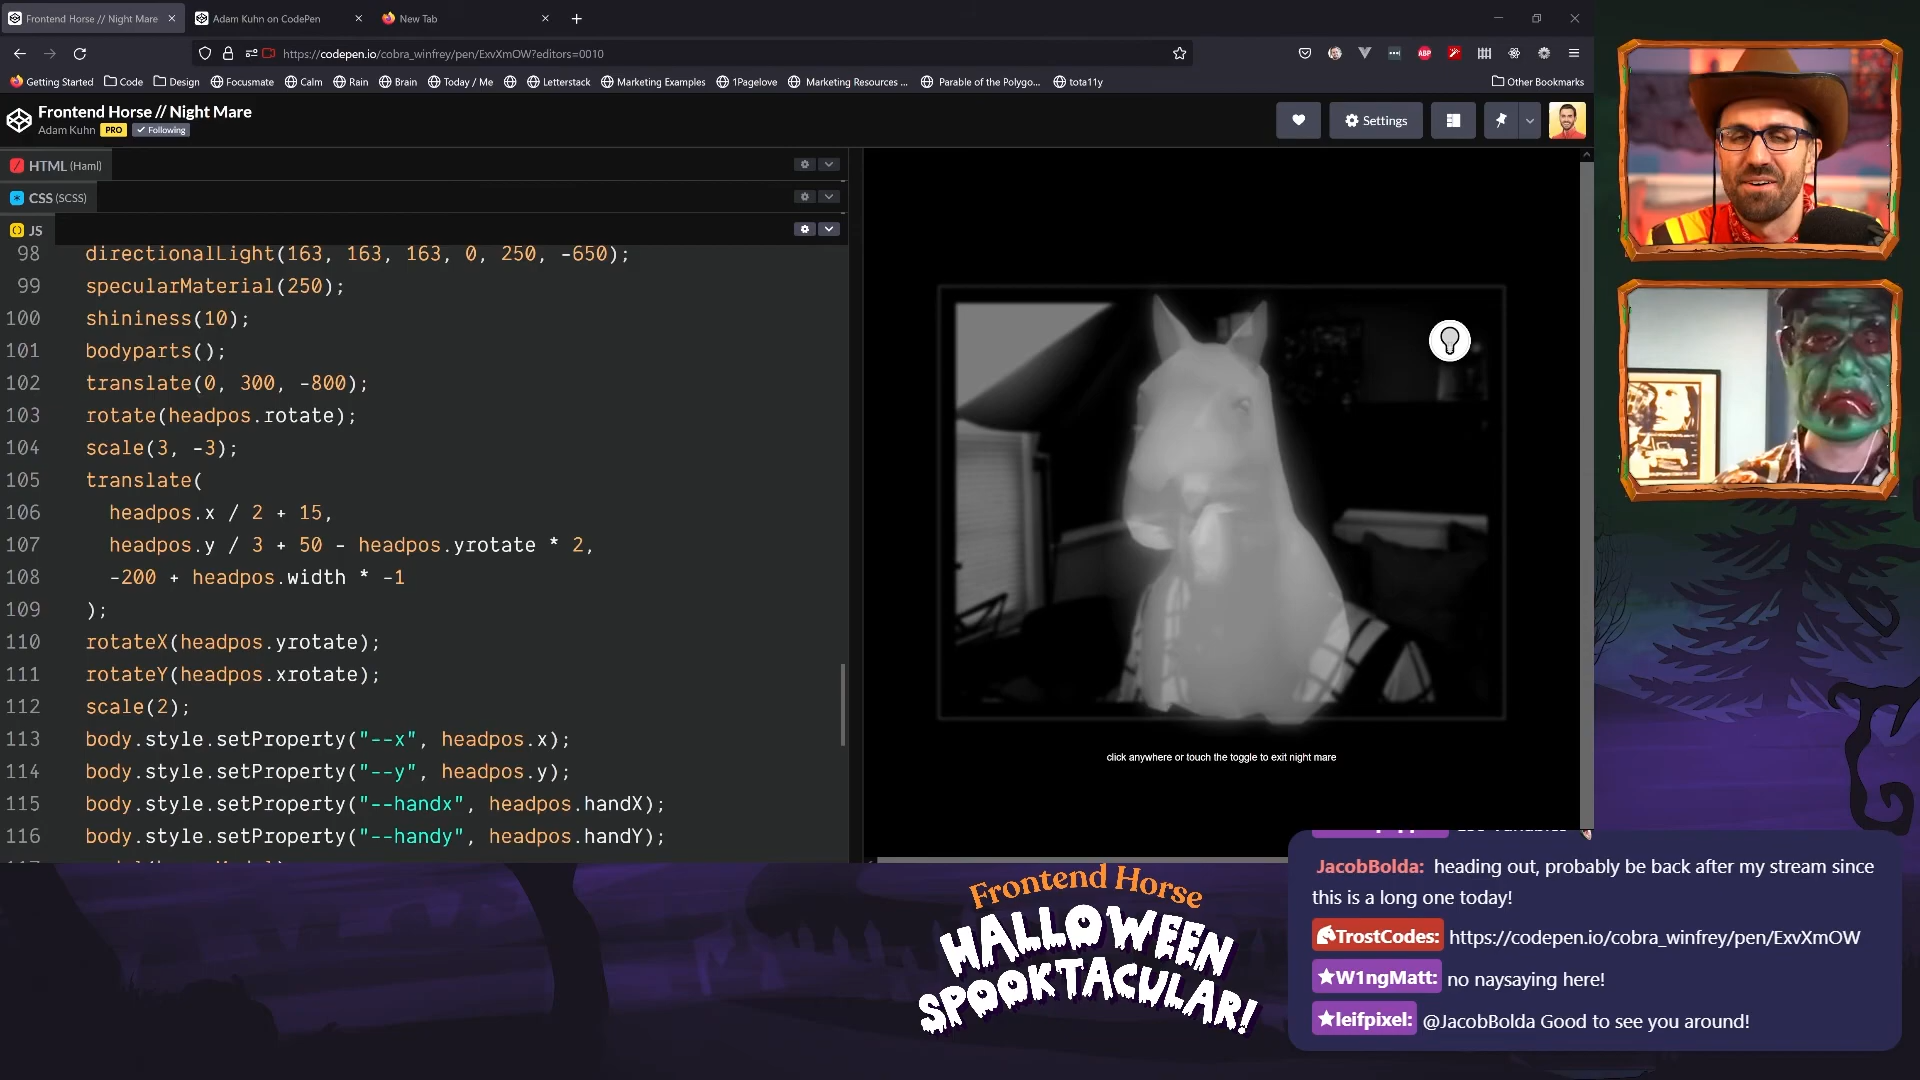 Frontend Horse // Night Mare
Adam Kuhn on CodePen
New Tab
https://codepen.io/cobra_winfrey/pen/ExvXmOW?editors=0010
ABP
Getting Started
Code
Design
Focusmate
Calm
Rain
Brain
Today / Me
Letterstack
Marketing Examples
1Pagelove
Marketing Resources ...
Parable of the Polygo...
tota11y
Other Bookmarks
Frontend Horse // Night Mare
Adam Kuhn PRO ✓ Following
Settings
HTML (Haml)
CSS (SCSS)
JS
98 directionalLight(163, 163, 163, 0, 250, -650);
99 specularMaterial(250);
100 shininess(10);
101 bodyparts();
102 translate(0, 300, -800);
103 rotate(headpos.rotate);
104 scale(3, -3);
105 translate(
106 headpos.x / 2 + 15,
107 headpos.y / 3 + 50 - headpos.yrotate * 2,
108 -200 + headpos.width * -1
109 );
110 rotateX(headpos.yrotate);
111 rotateY(headpos.xrotate);
112 scale(2);
113 body.style.setProperty("--x", headpos.x);
114 body.style.setProperty("--y", headpos.y);
115 body.style.setProperty("--handx", headpos.handX);
116 body.style.setProperty("--handy", headpos.handY);
click anywhere or touch the toggle to exit night mare
Frontend Horse
HALLOWEEN
SPOOKTACULAR!
JacobBolda: heading out, probably be back after my stream since
this is a long one today!
TrostCodes: https://codepen.io/cobra_winfrey/pen/ExvXmOW
W1ngMatt: no naysaying here!
leifpixel: @JacobBolda Good to see you around!